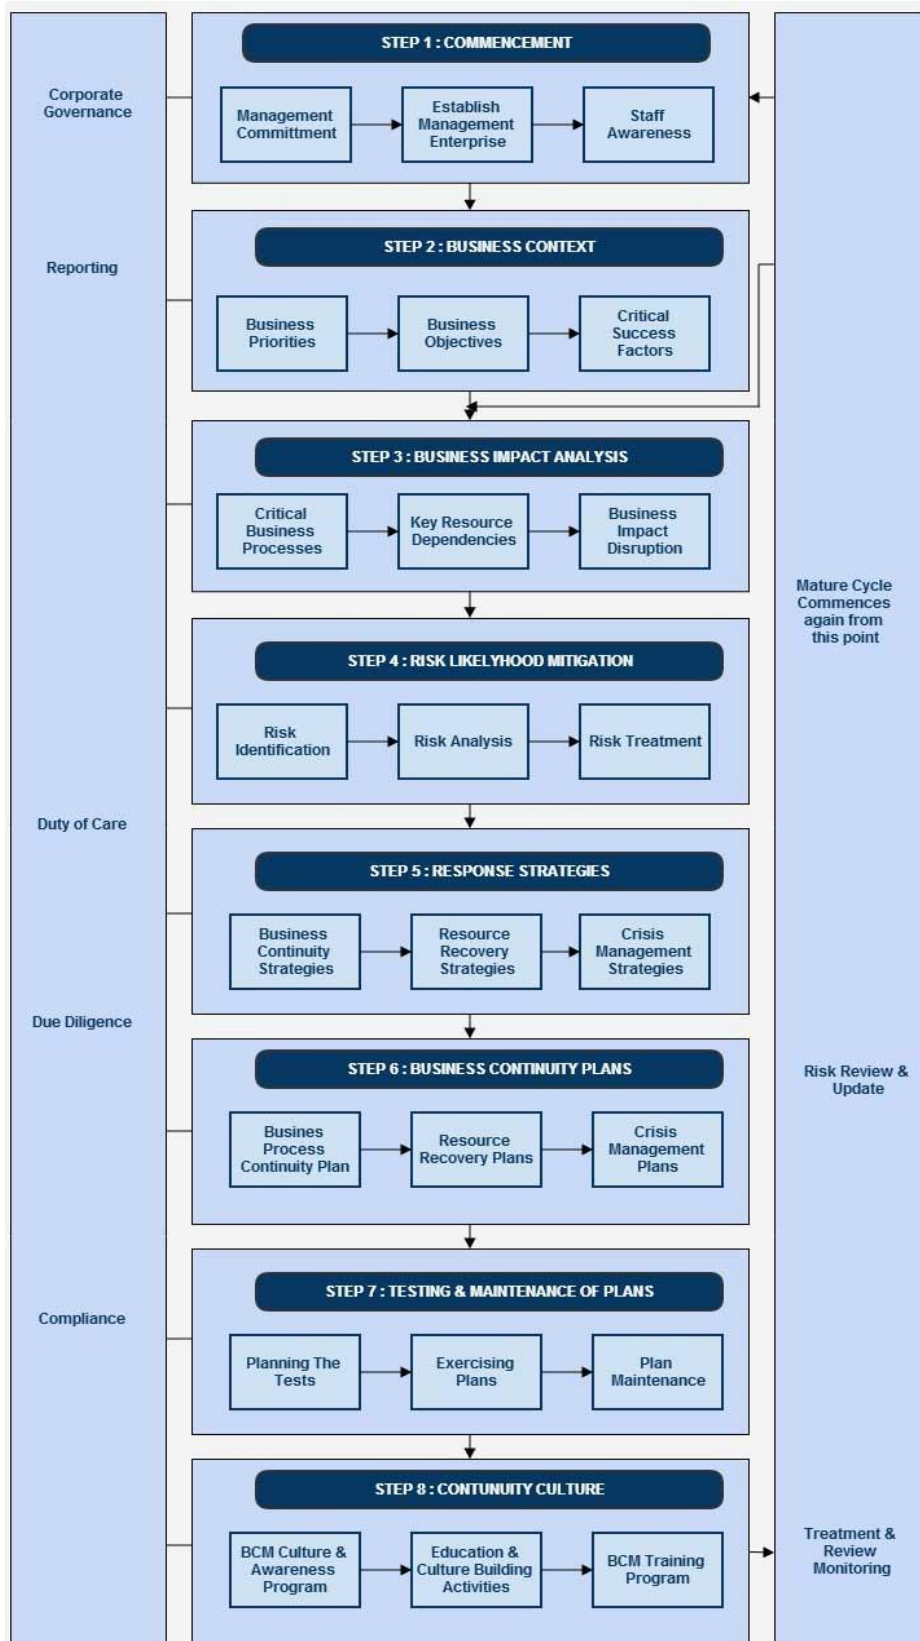 STEP 1 : COMMENCEMENT
Corporate
Governance
Management
Committment
Establish
Management
Enterprise
Staff
Awareness
STEP 2 : BUSINESS CONTEXT
Reporting
Business
Priorities
Business
Objectives
Critical
Success
Factors
STEP 3 : BUSINESS IMPACT ANALYSIS
Critical
Business
Processes
Key Resource
Dependencies
Business
Impact
Disruption
Mature Cycle
Commences
again from
this point
STEP 4 : RISK LIKELYHOOD MITIGATION
Risk
Identification
Risk Analysis
Risk Treatment
Duty of Care
STEP 5 : RESPONSE STRATEGIES
Business
Continuity
Strategies
Resource
Recovery
Strategies
Crisis
Management
Strategies
Due Diligence
STEP 6 : BUSINESS CONTINUITY PLANS
Risk Review &
Update
Busines
Process
Continuity Plan
Resource
Recovery Plans
Crisis
Management
Plans
STEP 7 : TESTING & MAINTENANCE OF PLANS
Compliance
Planning The
Tests
Exercising
Plans
Plan
Maintenance
STEP 8 : CONTUNUITY CULTURE
BCM Culture &
Awareness
Program
Education &
Culture Building
Activities
BCM Training
Program
Treatment &
Review
Monitoring